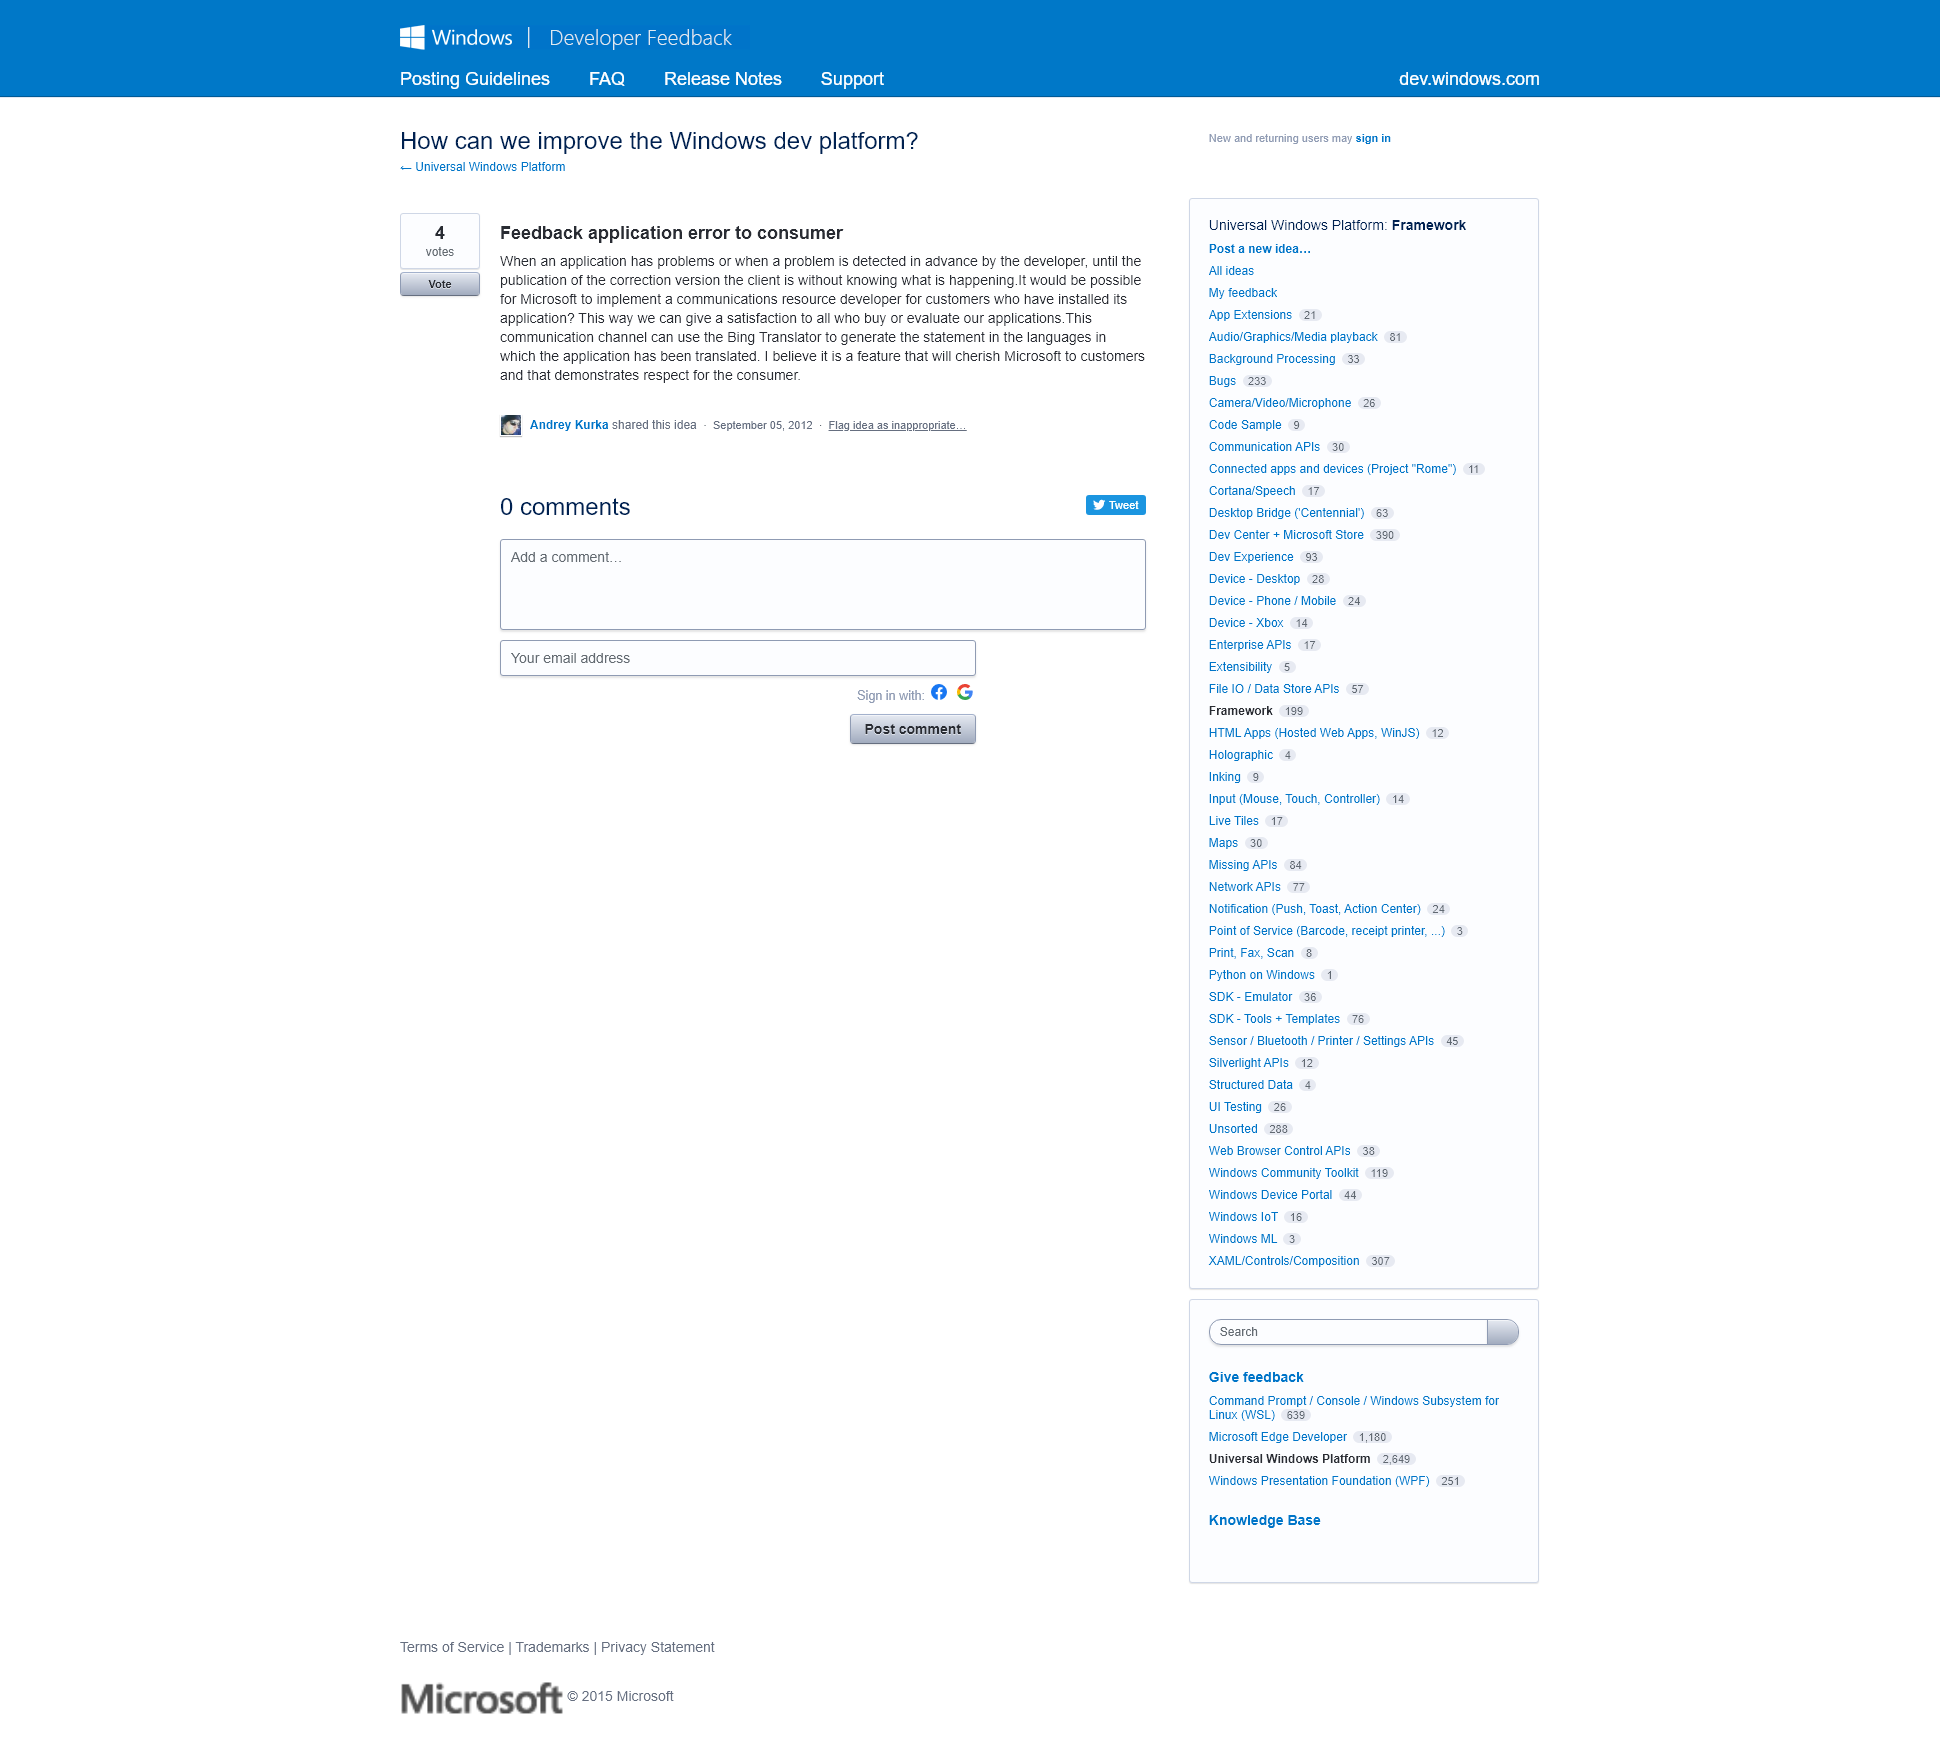 Windows | Developer Feedback
Posting Guidelines FAQ Release Notes Support dev.windows.com
How can we improve the Windows dev platform?
← Universal Windows Platform
New and returning users may sign in
4
votes
Vote
Feedback application error to consumer
When an application has problems or when a problem is detected in advance by the developer, until the
publication of the correction version the client is without knowing what is happening.It would be possible
for Microsoft to implement a communications resource developer for customers who have installed its
application? This way we can give a satisfaction to all who buy or evaluate our applications.This
communication channel can use the Bing Translator to generate the statement in the languages in
which the application has been translated. I believe it is a feature that will cherish Microsoft to customers
and that demonstrates respect for the consumer.
Andrey Kurka shared this idea · September 05, 2012 · Flag idea as inappropriate…
0 comments
Tweet
Add a comment…
Your email address
Sign in with:
Post comment
Universal Windows Platform: Framework
Post a new idea…
All ideas
My feedback
App Extensions 21
Audio/Graphics/Media playback 81
Background Processing 33
Bugs 233
Camera/Video/Microphone 26
Code Sample 9
Communication APIs 30
Connected apps and devices (Project "Rome") 11
Cortana/Speech 17
Desktop Bridge ('Centennial') 63
Dev Center + Microsoft Store 390
Dev Experience 93
Device - Desktop 28
Device - Phone / Mobile 24
Device - Xbox 14
Enterprise APIs 17
Extensibility 5
File IO / Data Store APIs 57
Framework 199
HTML Apps (Hosted Web Apps, WinJS) 12
Holographic 4
Inking 9
Input (Mouse, Touch, Controller) 14
Live Tiles 17
Maps 30
Missing APIs 84
Network APIs 77
Notification (Push, Toast, Action Center) 24
Point of Service (Barcode, receipt printer, ...) 3
Print, Fax, Scan 8
Python on Windows 1
SDK - Emulator 36
SDK - Tools + Templates 76
Sensor / Bluetooth / Printer / Settings APIs 45
Silverlight APIs 12
Structured Data 4
UI Testing 26
Unsorted 288
Web Browser Control APIs 38
Windows Community Toolkit 119
Windows Device Portal 44
Windows IoT 16
Windows ML 3
XAML/Controls/Composition 307
Search
Give feedback
Command Prompt / Console / Windows Subsystem for
Linux (WSL) 639
Microsoft Edge Developer 1,180
Universal Windows Platform 2,649
Windows Presentation Foundation (WPF) 251
Knowledge Base
Terms of Service | Trademarks | Privacy Statement
Microsoft © 2015 Microsoft